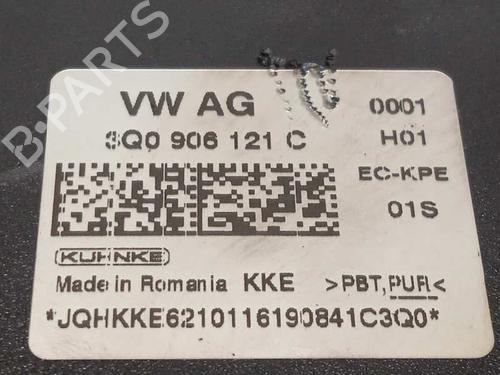 B-PARTS
VW AG 0001
3Q0 906 121 C H01
EC-KPE
01S
KUHNKE
Made in Romania KKE >PBT,PUR<
*JQHKKE6210116190841C3Q0*